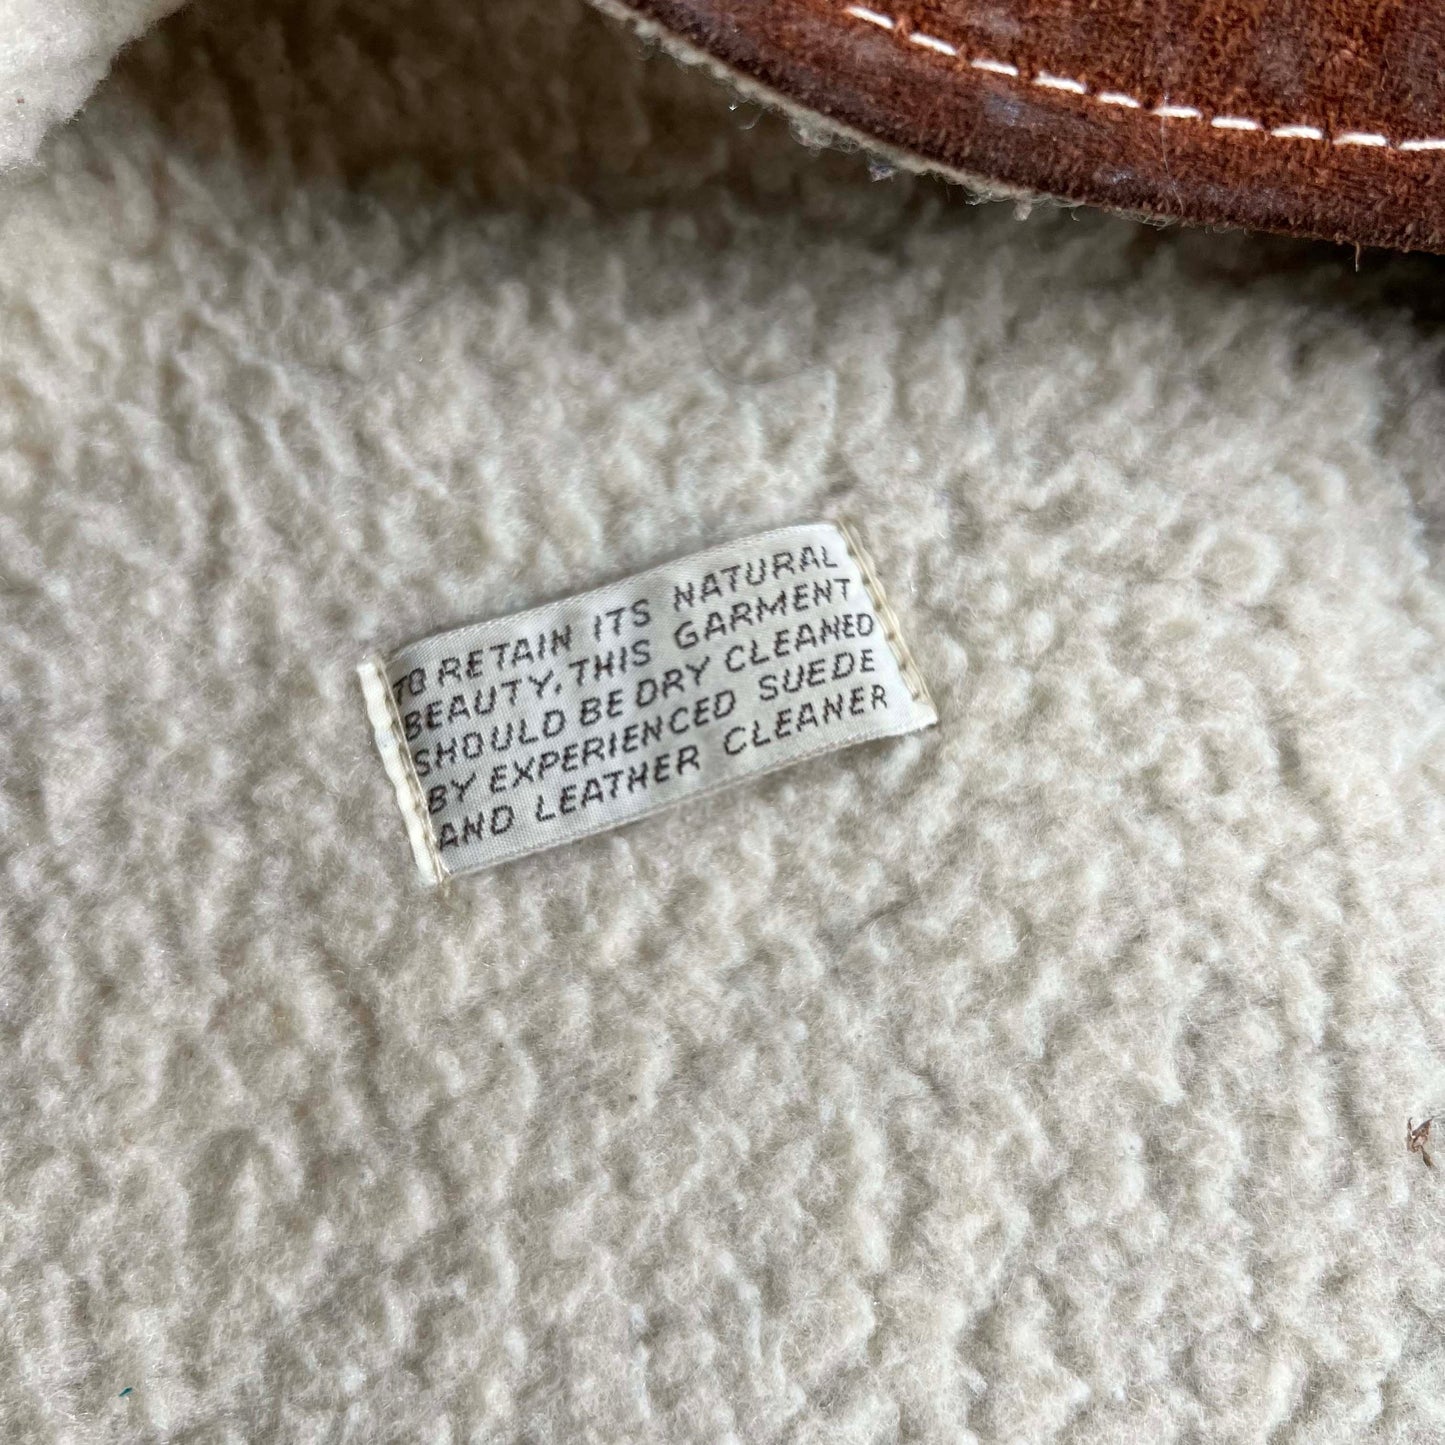 TO RETAIN ITS NATURAL
BEAUTY, THIS GARMENT
SHOULD BE DRY CLEANED
BY EXPERIENCED SUEDE
AND LEATHER CLEANER